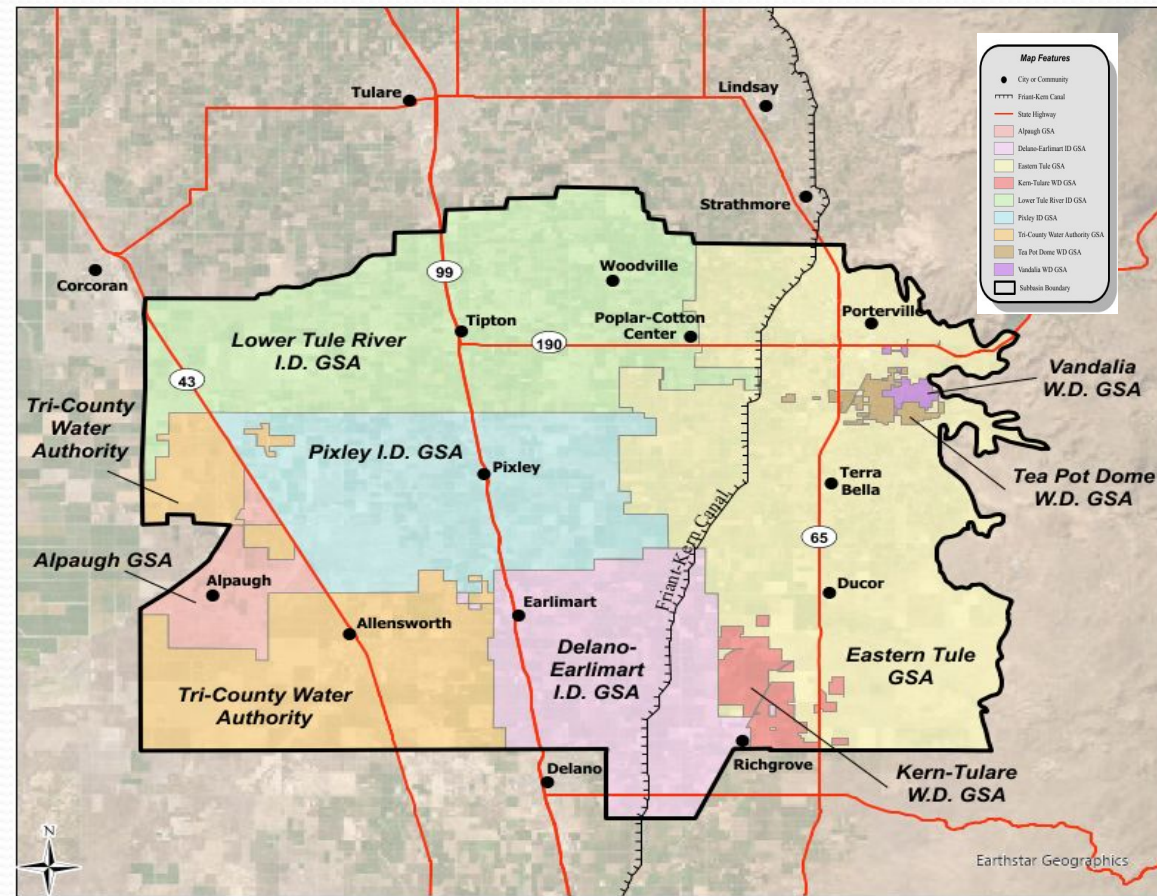 Map Features
City or Community
Friant-Kern Canal
State Highway
Alpaugh GSA
Delano-Earlimart ID GSA
Eastern Tule GSA
Kern-Tulare WD GSA
Lower Tule River ID GSA
Pixley ID GSA
Tri-County Water Authority GSA
Tea Pot Dome WD GSA
Vandalia WD GSA
Subbasin Boundary
Tulare
Lindsay
Strathmore
Corcoran
99
Woodville
Tipton
Poplar-Cotton
Center
Porterville
190
Lower Tule River
I.D. GSA
43
Vandalia
W.D. GSA
Tri-County
Water
Authority
Pixley I.D. GSA
Pixley
Terra
Bella
Tea Pot Dome
W.D. GSA
Friant-Kern Canal
65
Alpaugh GSA
Alpaugh
Earlimart
Ducor
Allensworth
Delano-
Earlimart
I.D. GSA
Eastern Tule
GSA
Tri-County Water
Authority
Delano
Richgrove
Kern-Tulare
W.D. GSA
N
Earthstar Geographics